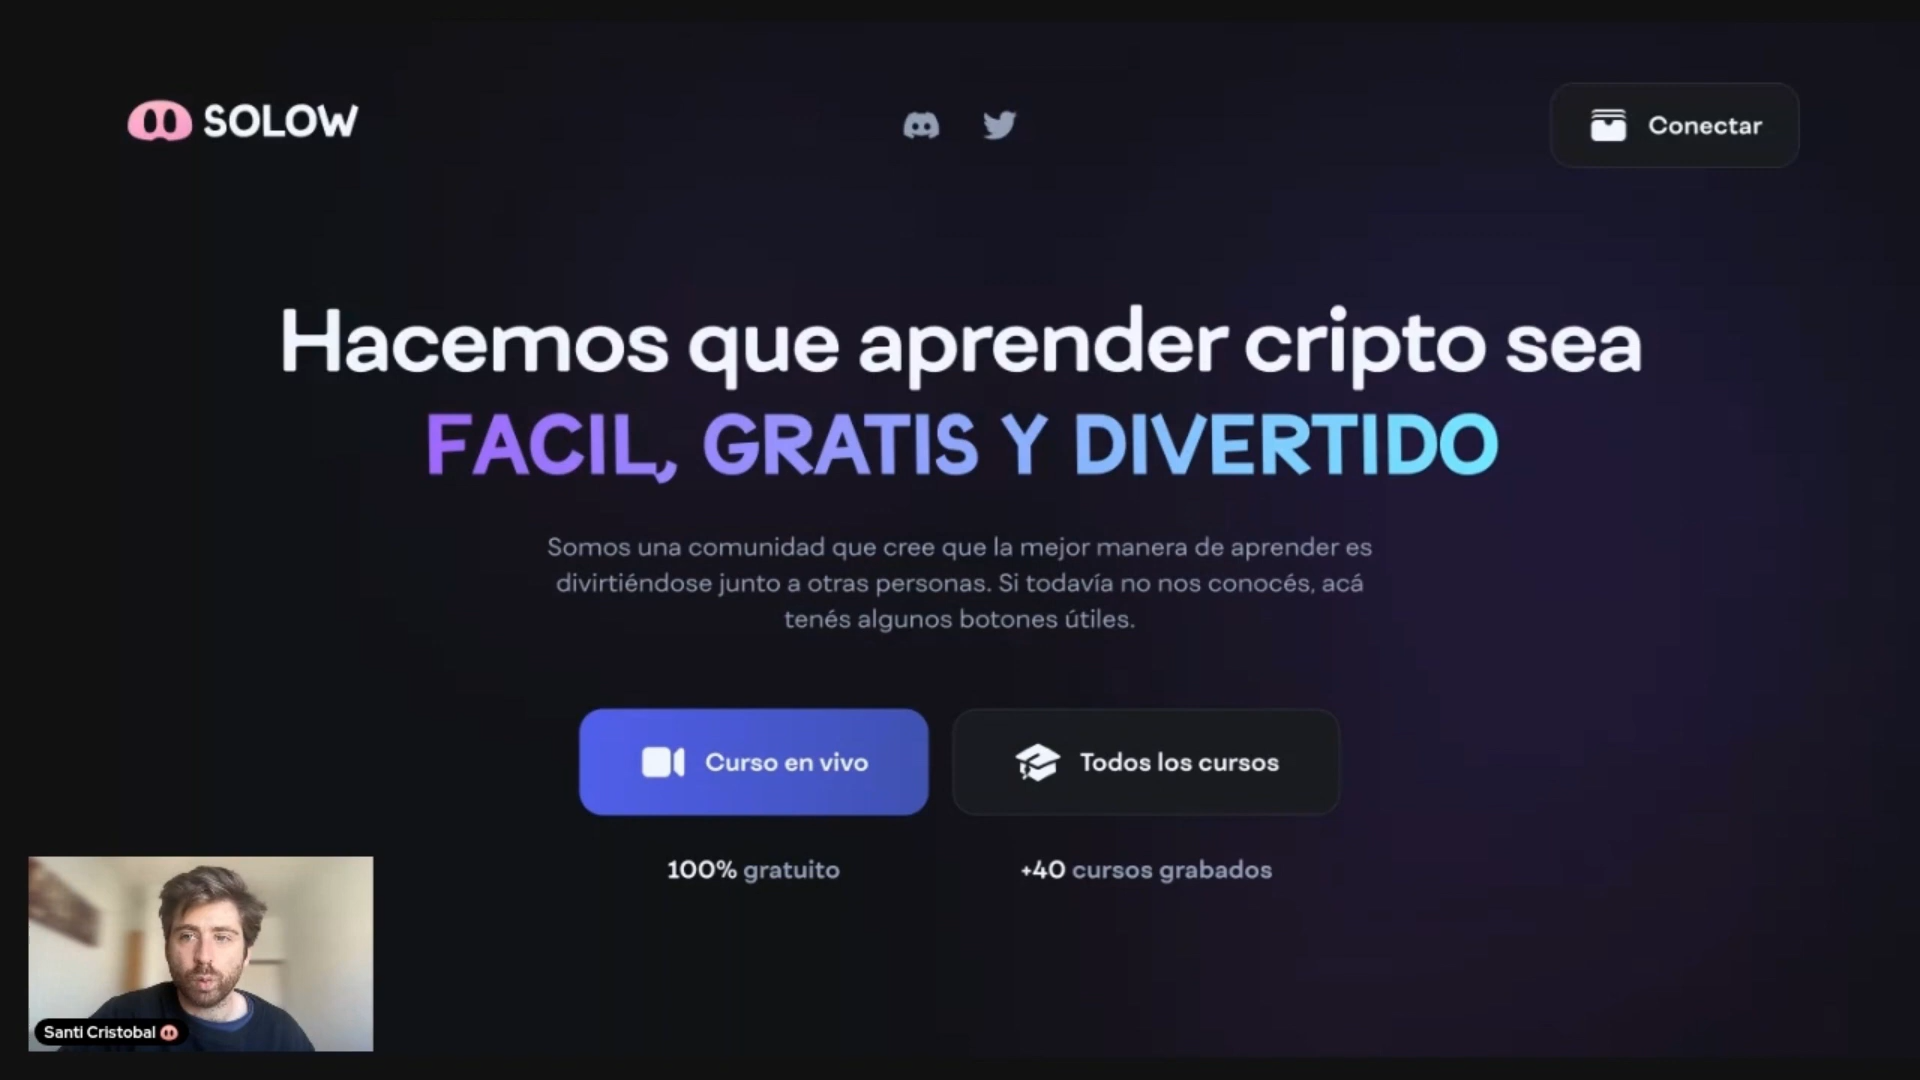 SOLOW
Conectar
Hacemos que aprender cripto sea
FACIL, GRATIS Y DIVERTIDO
Somos una comunidad que cree que la mejor manera de aprender es
divirtiéndose junto a otras personas. Si todavía no nos conocés, acá
tenés algunos botones útiles.
Curso en vivo
Todos los cursos
100% gratuito
+40 cursos grabados
Santi Cristobal